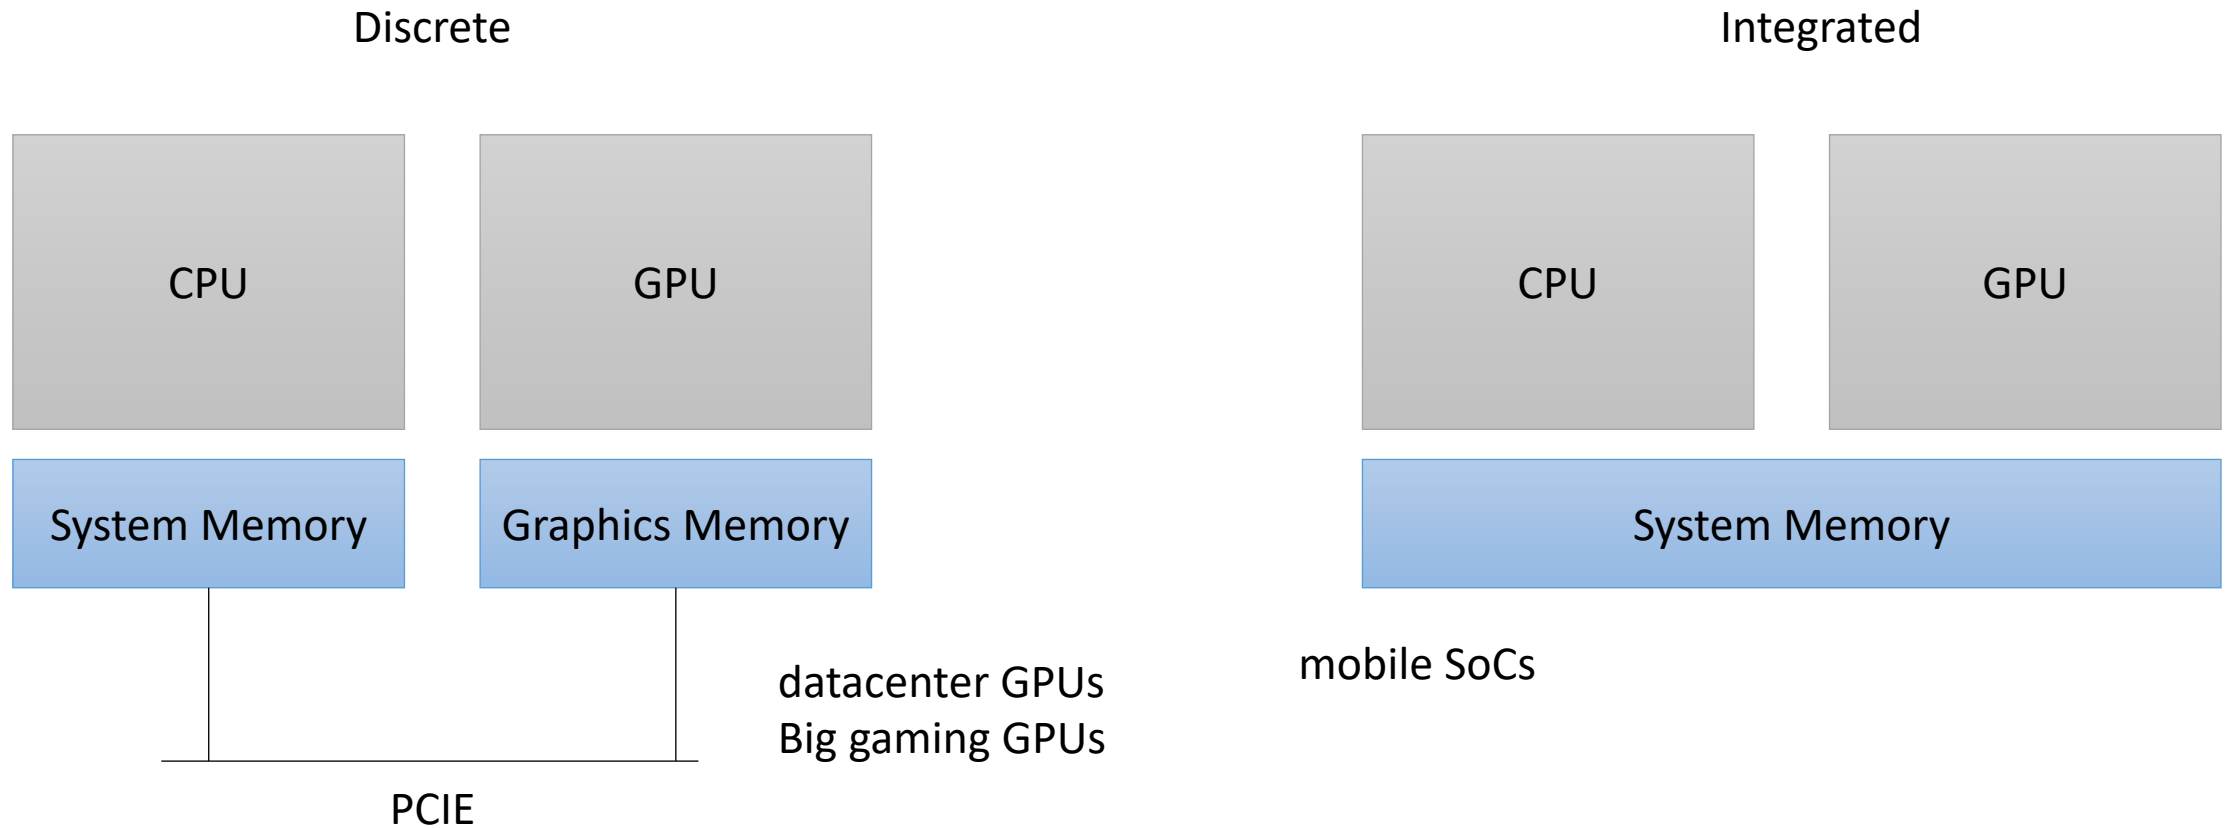 Discrete
CPU
GPU
System Memory
Graphics Memory
datacenter GPUs
Big gaming GPUs
PCIE
Integrated
CPU
GPU
System Memory
mobile SoCs